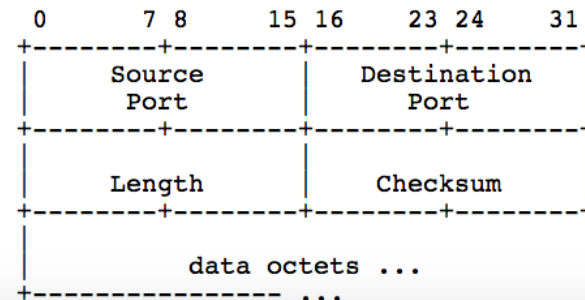 0 7 8 15 16 23 24 31
+--------+--------+--------+--------+
| Source | Destination
Port | Port
+--------+--------+--------+--------+
| |
| Length | Checksum
+--------+--------+--------+--------+
|
| data octets ...
+---------------- ...